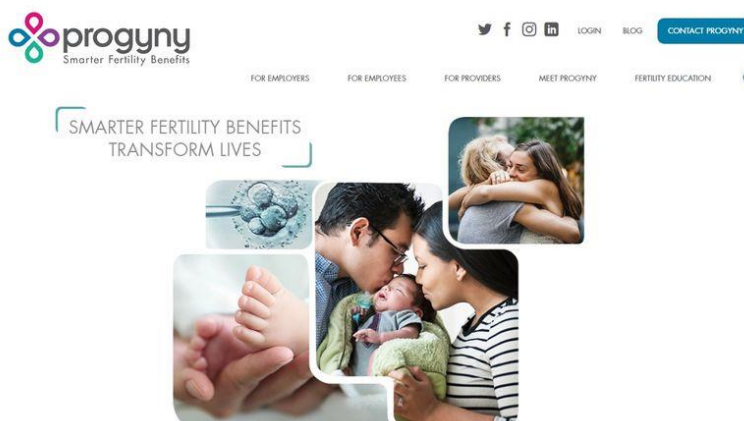 progyny
Smarter Fertility Benefits
LOGIN
BLOG
CONTACT PROGYNY
FOR EMPLOYERS
FOR EMPLOYEES
FOR PROVIDERS
MEET PROGYNY
FERTILITY EDUCATION
SMARTER FERTILITY BENEFITS
TRANSFORM LIVES